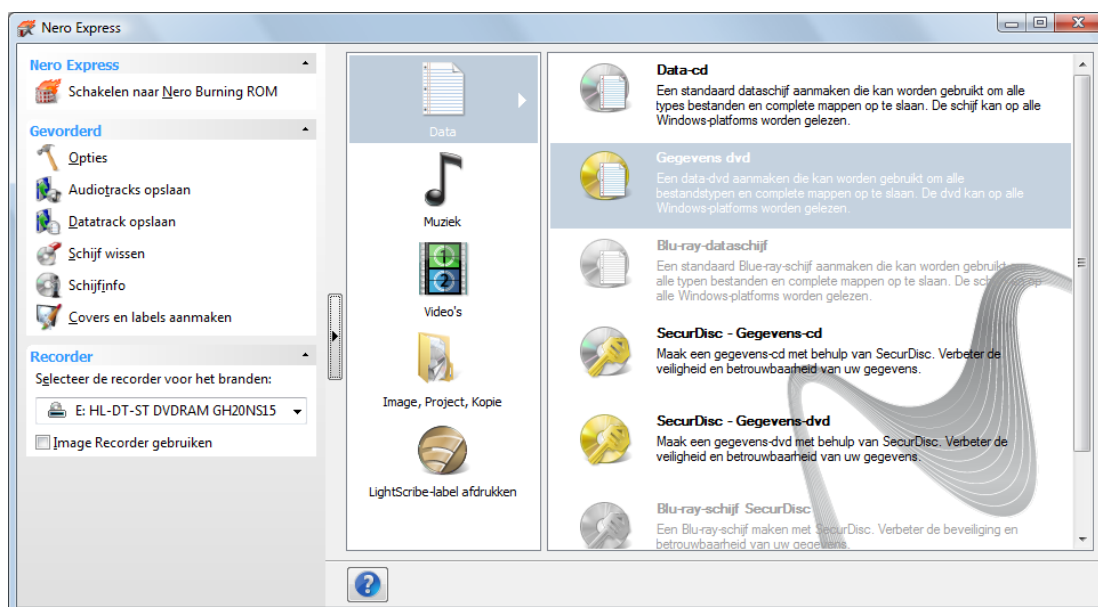 Nero Express
Nero Express
Schakelen naar Nero Burning ROM
Gevorderd
Opties
Audiotracks opslaan
Datatrack opslaan
Schijf wissen
Schijfinfo
Covers en labels aanmaken
Recorder
Selecteer de recorder voor het branden:
E: HL-DT-ST DVDRAM GH20NS15
Image Recorder gebruiken
Data
Muziek
Video's
Image, Project, Kopie
LightScribe-label afdrukken
Data-cd
Een standaard dataschijf aanmaken die kan worden gebruikt om alle
types bestanden en complete mappen op te slaan. De schijf kan op alle
Windows-platforms worden gelezen.
Gegevens dvd
Een data-dvd aanmaken die kan worden gebruikt om alle
bestandstypen en complete mappen op te slaan. De dvd kan op alle
Windows-platforms worden gelezen.
Blu-ray-dataschijf
Een standaard Blue-ray-schijf aanmaken die kan worden gebruikt om
alle typen bestanden en complete mappen op te slaan. De schijf kan op
alle Windows-platforms worden gelezen.
SecurDisc - Gegevens-cd
Maak een gegevens-cd met behulp van SecurDisc. Verbeter de
veiligheid en betrouwbaarheid van uw gegevens.
SecurDisc - Gegevens-dvd
Maak een gegevens-dvd met behulp van SecurDisc. Verbeter de
veiligheid en betrouwbaarheid van uw gegevens.
Blu-ray-schijf SecurDisc
Een Blu-ray-schijf maken met SecurDisc. Verbeter de beveiliging en
betrouwbaarheid van uw gegevens.